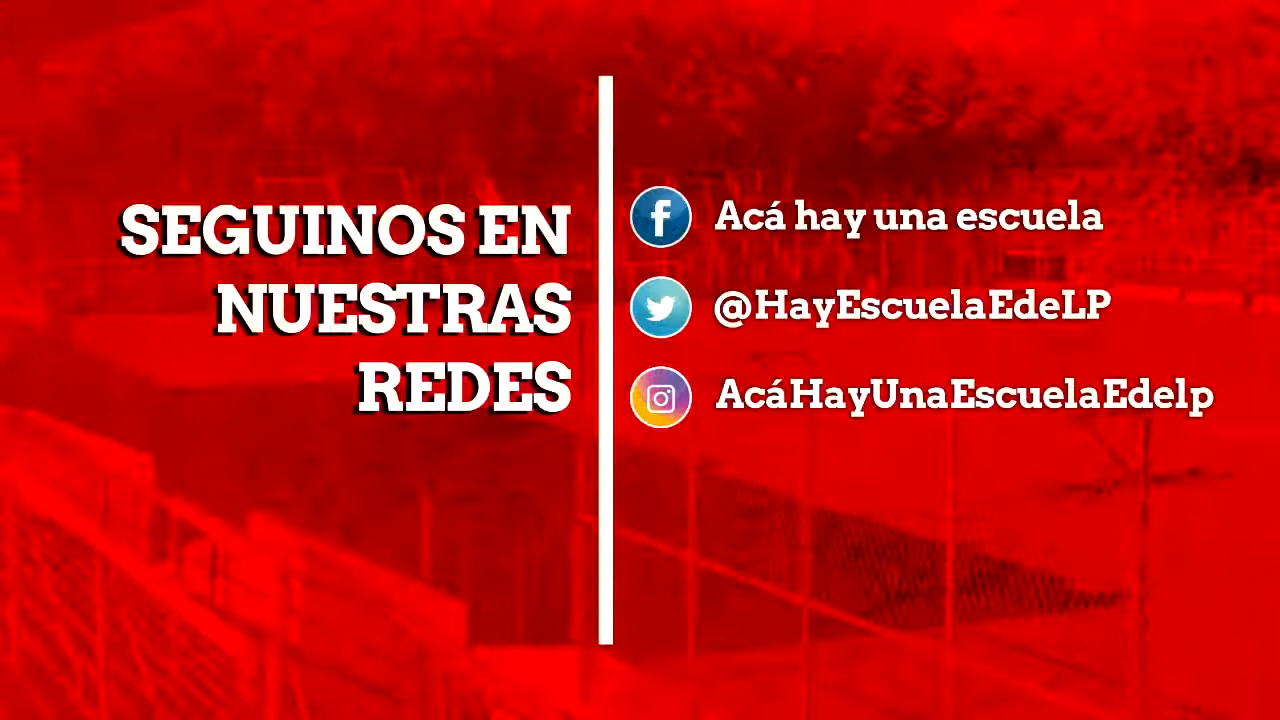 SEGUINOS EN
NUESTRAS
REDES
Acá hay una escuela
@HayEscuelaEdeLP
AcáHayUnaEscuelaEdelp